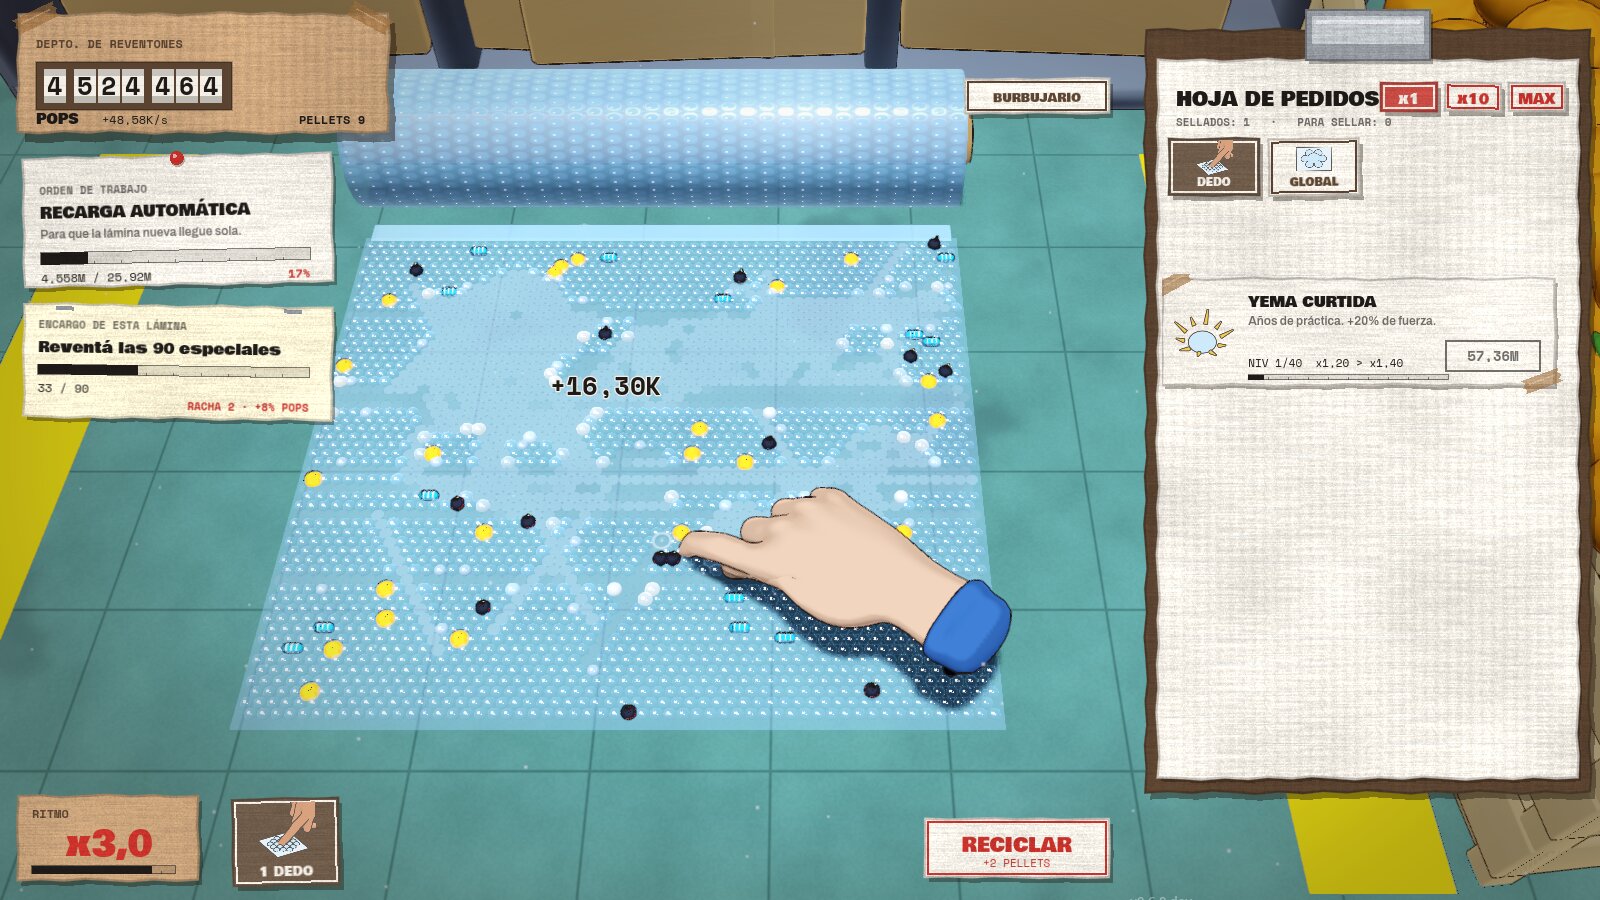 DEPTO. DE REVENTONES
4 524 464
POPS +48,58K/s PELLETS 9
ORDEN DE TRABAJO
RECARGA AUTOMÁTICA
Para que la lámina nueva llegue sola.
4,558M / 25,92M 17%
ENCARGO DE ESTA LÁMINA
Reventá las 90 especiales
33 / 90
RACHA 2 · +8% POPS
BURBUJARIO
+16,30K
HOJA DE PEDIDOS x1 x10 MAX
SELLADOS: 1 · PARA SELLAR: 0
DEDO GLOBAL
YEMA CURTIDA
Años de práctica. +20% de fuerza.
NIV 1/40 x1,20 > x1,40
57,36M
RITMO
x3,0
1 DEDO
RECICLAR
+2 PELLETS